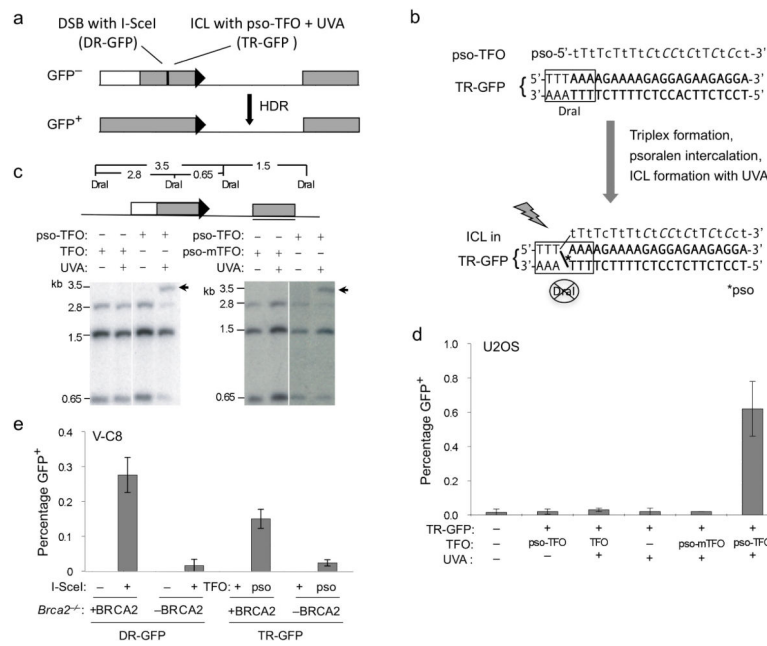 a
DSB with I-SceI
(DR-GFP)
ICL with pso-TFO + UVA
(TR-GFP )
GFP–
HDR
GFP+
b
pso-TFO pso-5'-tTtTcTtTtCtCCtCtTCtCct-3'
TR-GFP
5'-TTTAAAAGAAAAGAGGAGAAGAGGA-3'
3'-AAATTTTCTTTTCTCCACTTCTCCT-5'
DraI
Triplex formation,
psoralen intercalation,
ICL formation with UVA
ICL in
TR-GFP
tTtTcTtTtCtCCtCtTCtCct-3'
5'-TTT AAAAGAAAAGAGGAGAAGAGGA-3'
3'-AAA TTTTCTTTTCTCCTCTTCTCCT-5'
*
DraI
*pso
c
3.5 1.5
2.8 0.65
DraI DraI DraI DraI
pso-TFO: – – + +
TFO: + + – –
UVA: – + – +
kb
3.5
2.8
1.5
0.65
pso-TFO: – – + +
pso-mTFO: + + – –
UVA: – + – +
kb
3.5
2.8
1.5
0.65
d
U2OS
Percentage GFP+
1.0
0.8
0.6
0.4
0.2
0.0
TR-GFP: – + + + + +
TFO: – pso-TFO TFO – pso-mTFO pso-TFO
UVA : – – + + + +
e
V-C8
Percentage GFP+
0.4
0.3
0.2
0.1
0
I-SceI: – + – + TFO: + pso + pso
Brca2–/–: +BRCA2 –BRCA2 +BRCA2 –BRCA2
DR-GFP TR-GFP